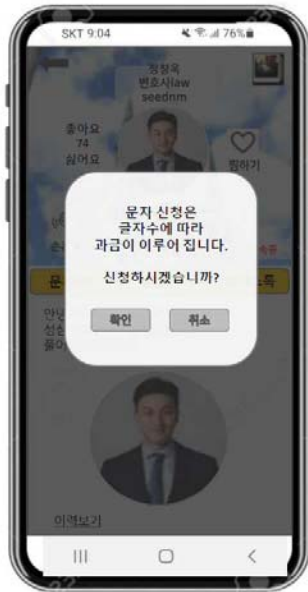 SKT 9:04
76%
정창옥
변호사law
seednm
좋아요
74
싫어요
찜하기
문자 신청은
글자수에 따라
과금이 이루어 집니다.
신청하시겠습니까?
확인
취소
이력보기